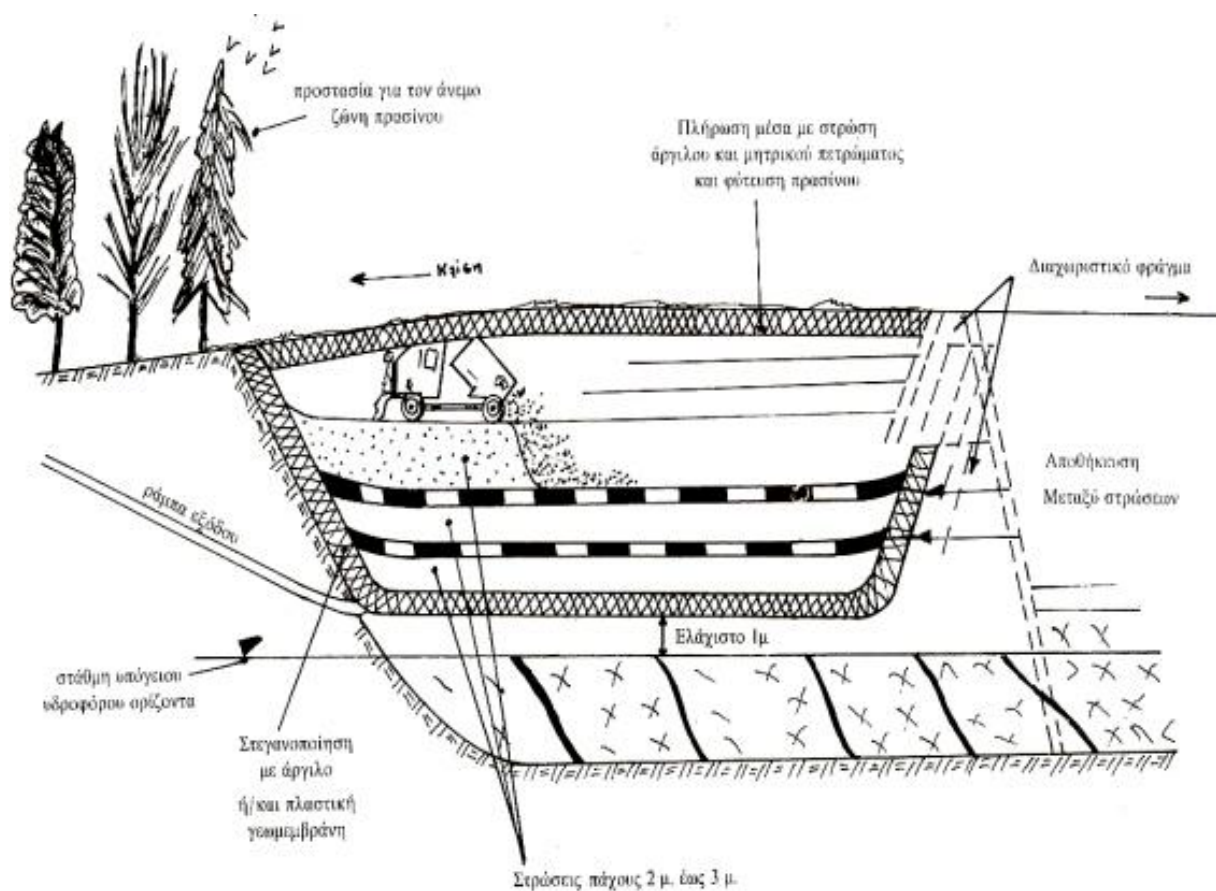 προστασία για τον άνεμο
ζώνη πρασίνου
Πλήρωση μέσα με στρώση
άργιλου και μητρικού πετρώματος
και φύτευση πρασίνου
Κλίση
Διαχωριστικό φράγμα
Αποθήκευση
Μεταξύ στρώσεων
ράμπα εξόδου
Ελάχιστο 1μ
στάθμη υπόγειου
υδροφόρου ορίζοντα
Στεγανοποίηση
με άργιλο
ή/και πλαστική
γεωμεμβράνη
Στρώσεις πάχους 2 μ. έως 3 μ.